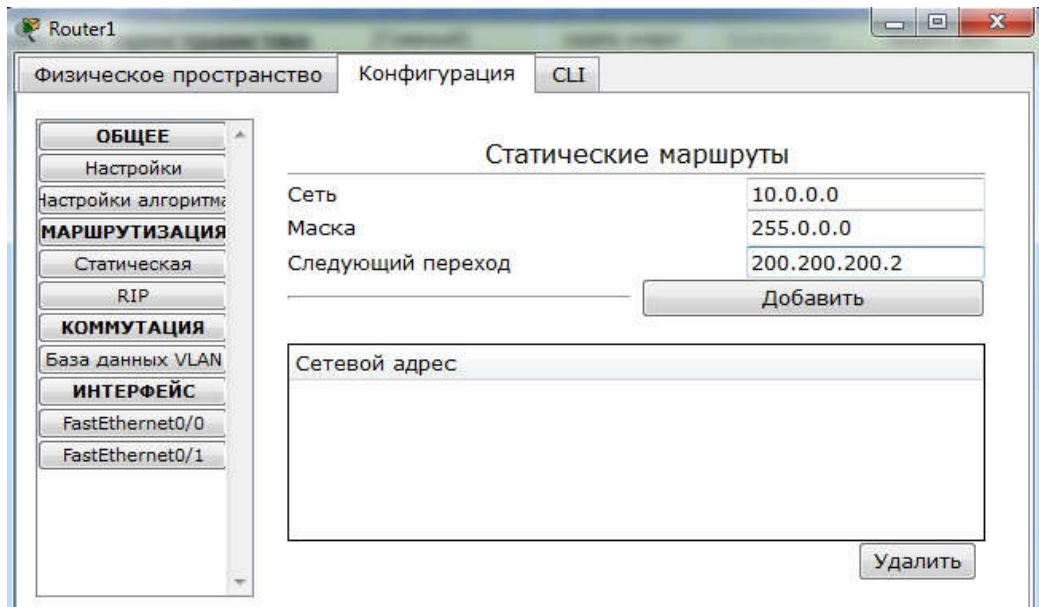 Router1
Физическое пространство
Конфигурация
CLI
ОБЩЕЕ
Настройки
Настройки алгоритма
МАРШРУТИЗАЦИЯ
Статическая
RIP
КОММУТАЦИЯ
База данных VLAN
ИНТЕРФЕЙС
FastEthernet0/0
FastEthernet0/1
Статические маршруты
Сеть 10.0.0.0
Маска 255.0.0.0
Следующий переход 200.200.200.2
Добавить
Сетевой адрес
Удалить